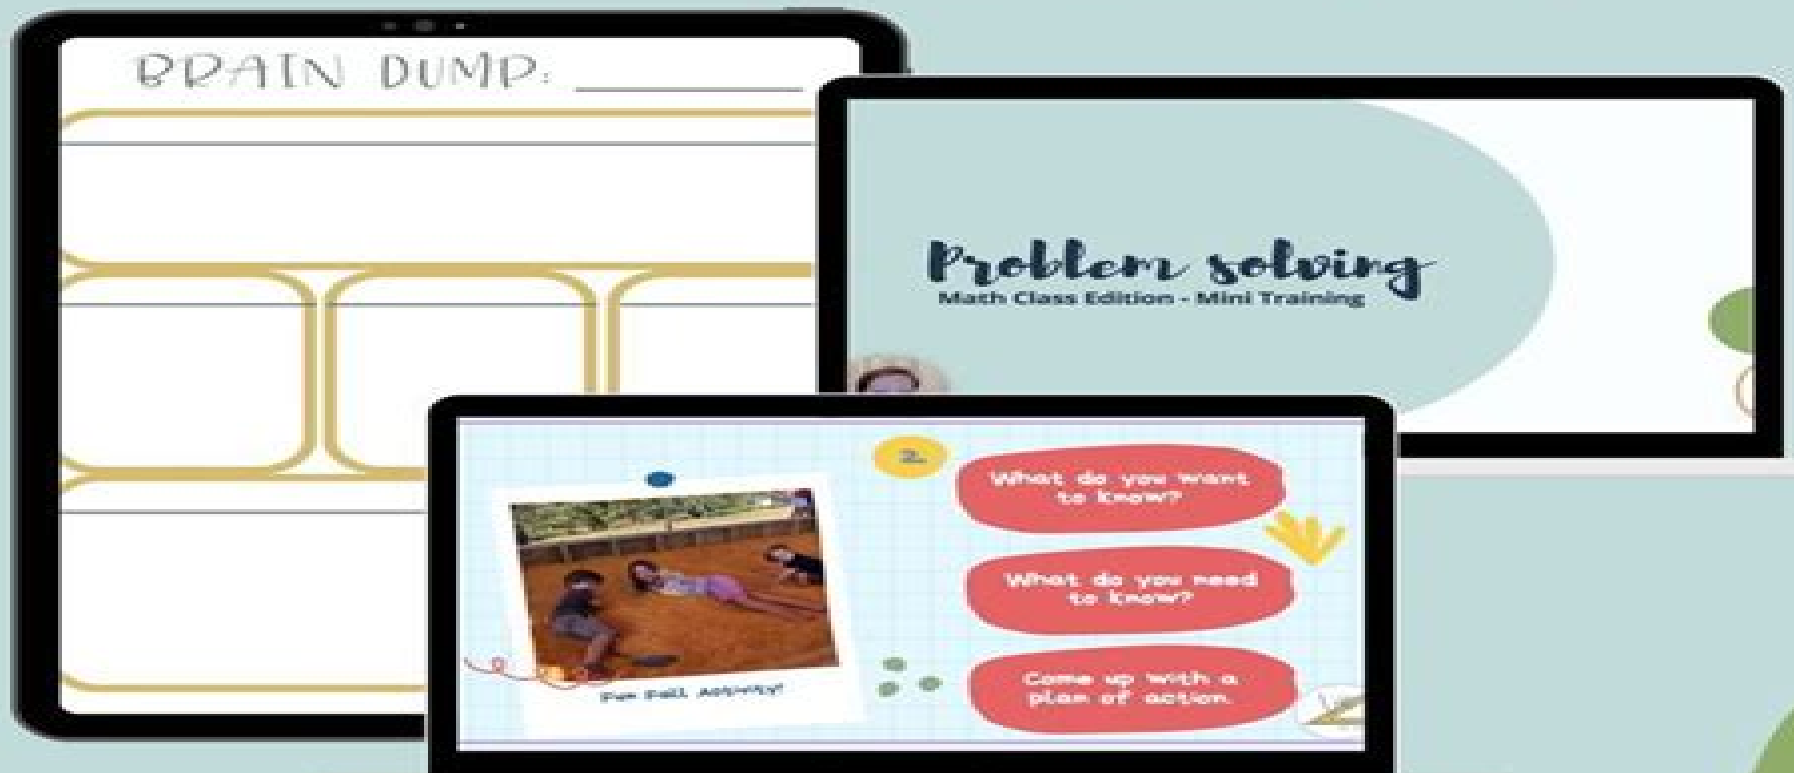 BRAIN DUMP:
Problem solving
Math Class Edition - Mini Training
2.
What do you want
to know?
What do you need
to know?
Come up with a
plan of action.
Fun Fall Activity!